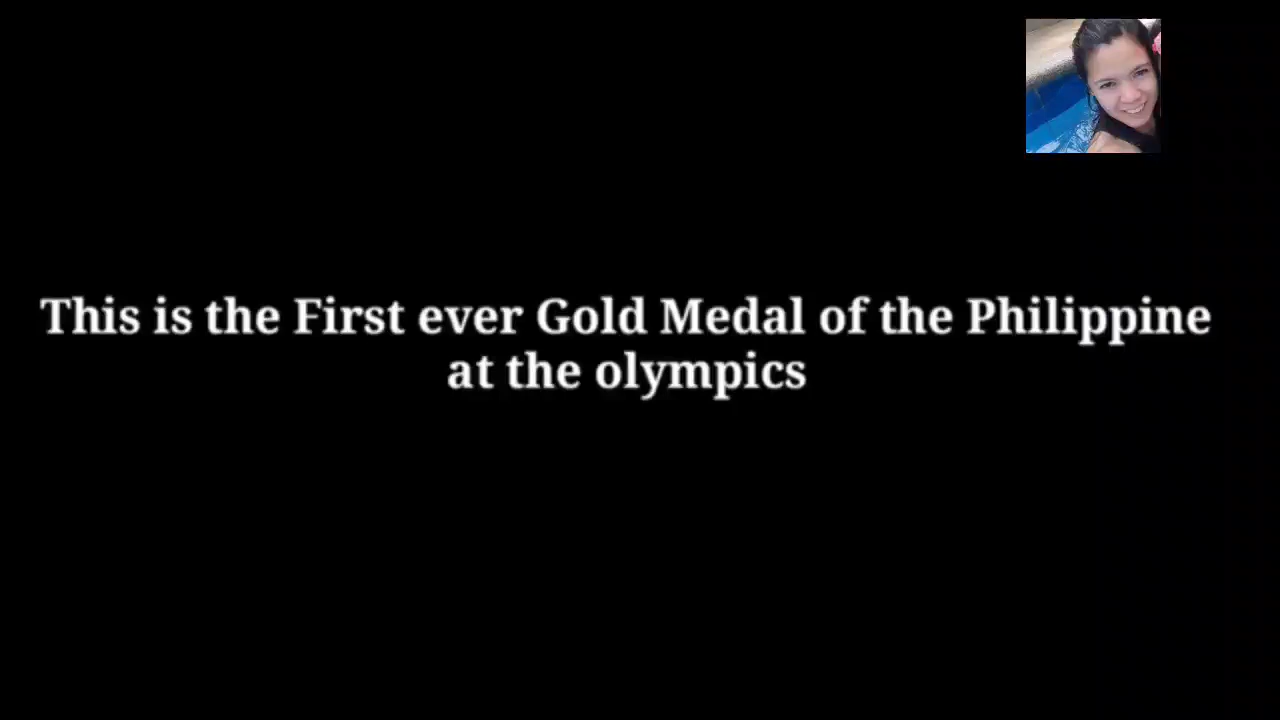 This is the First ever Gold Medal of the Philippine
at the olympics